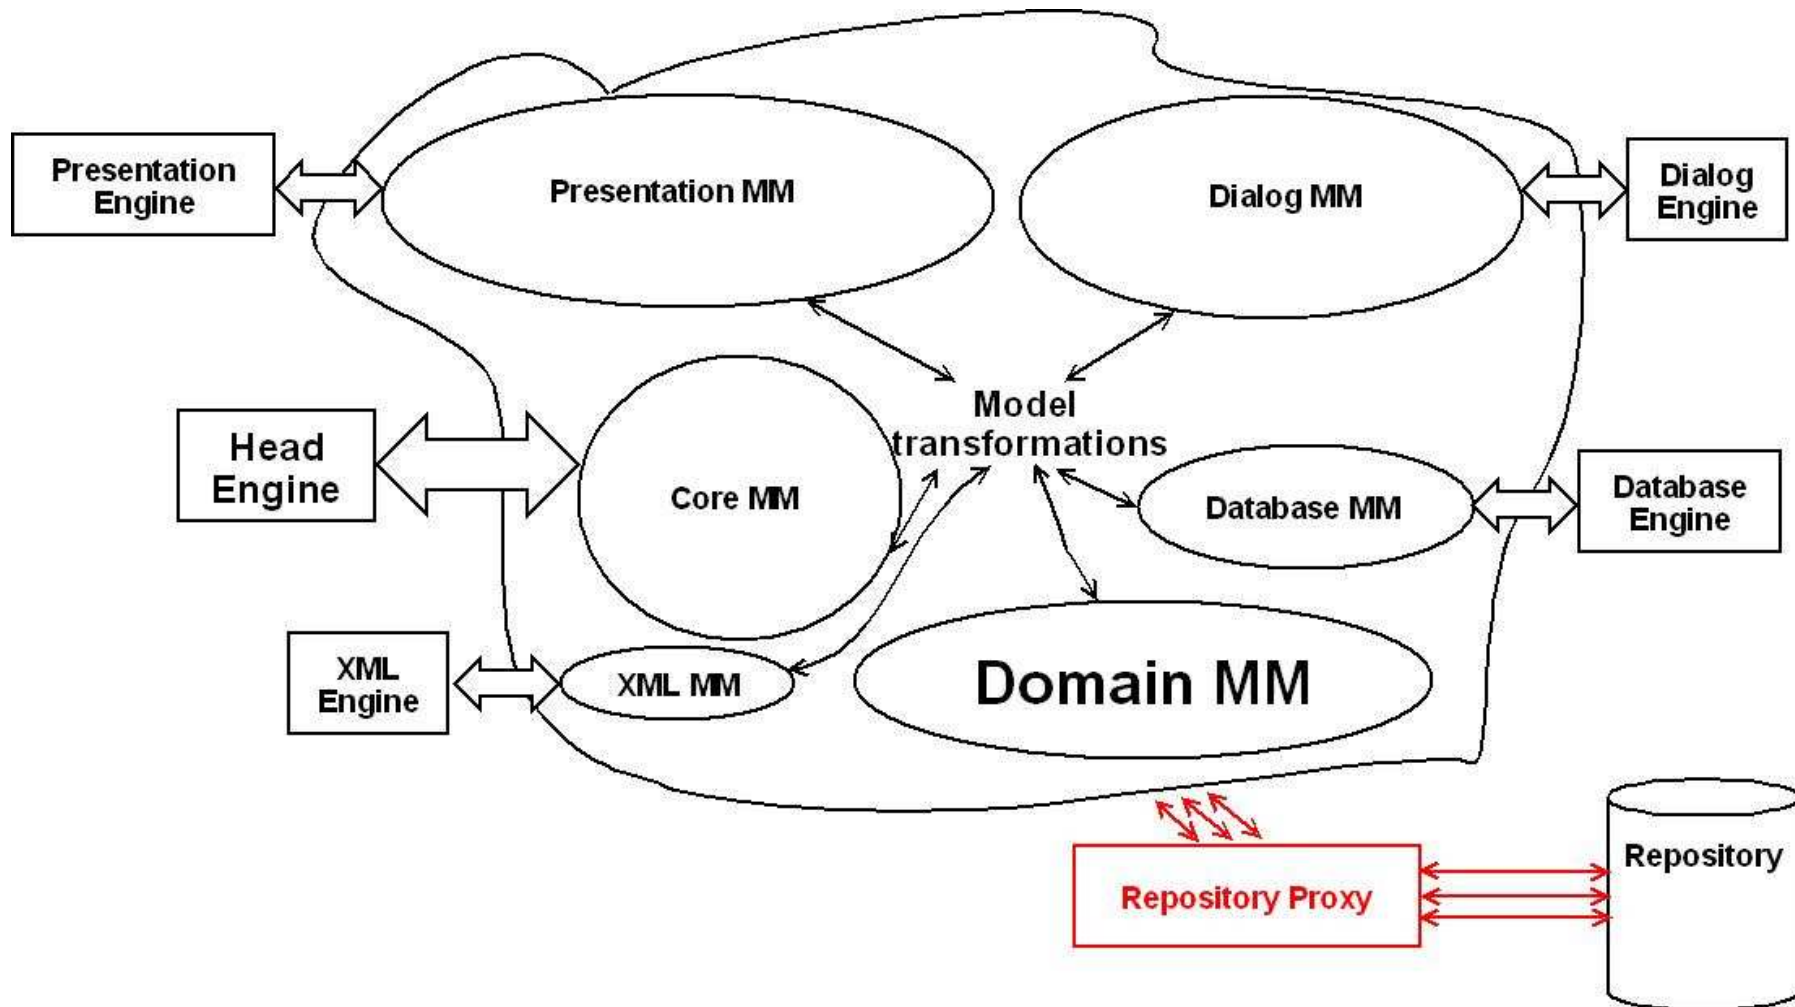 Presentation
Engine
Presentation MM
Dialog MM
Dialog
Engine
Model
transformations
Head
Engine
Core MM
Database MM
Database
Engine
XML
Engine
XML MM
Domain MM
Repository
Repository Proxy